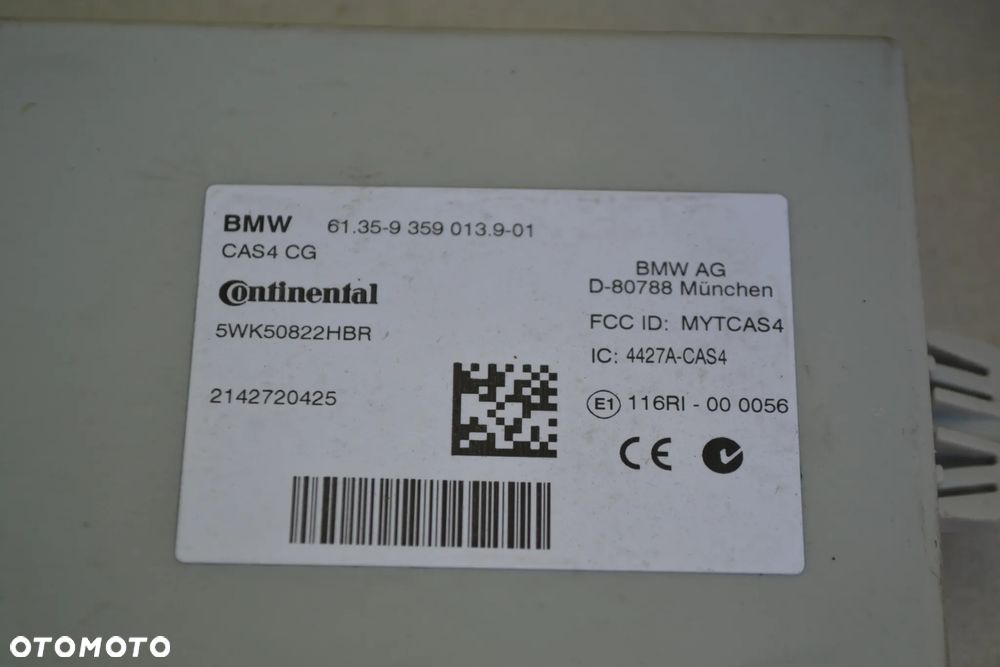 BMW 61.35-9 359 013.9-01
CAS4 CG
Continental
5WK50822HBR
2142720425
BMW AG
D-80788 München
FCC ID: MYTCAS4
IC: 4427A-CAS4
E1 116RI - 00 0056
CE
OTOMOTO